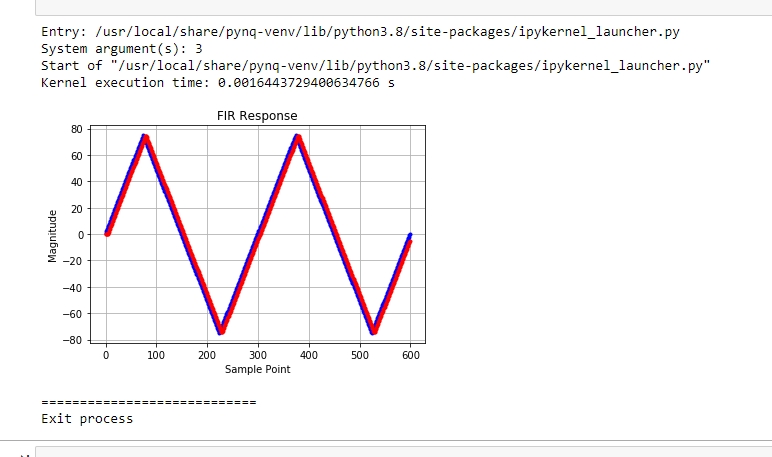 Entry: /usr/local/share/pynq-venv/lib/python3.8/site-packages/ipykernel_launcher.py
System argument(s): 3
Start of "/usr/local/share/pynq-venv/lib/python3.8/site-packages/ipykernel_launcher.py"
Kernel execution time: 0.0016443729400634766 s
FIR Response
80
60
40
20
0
−20
−40
−60
−80
Magnitude
0 100 200 300 400 500 600
Sample Point
============================
Exit process